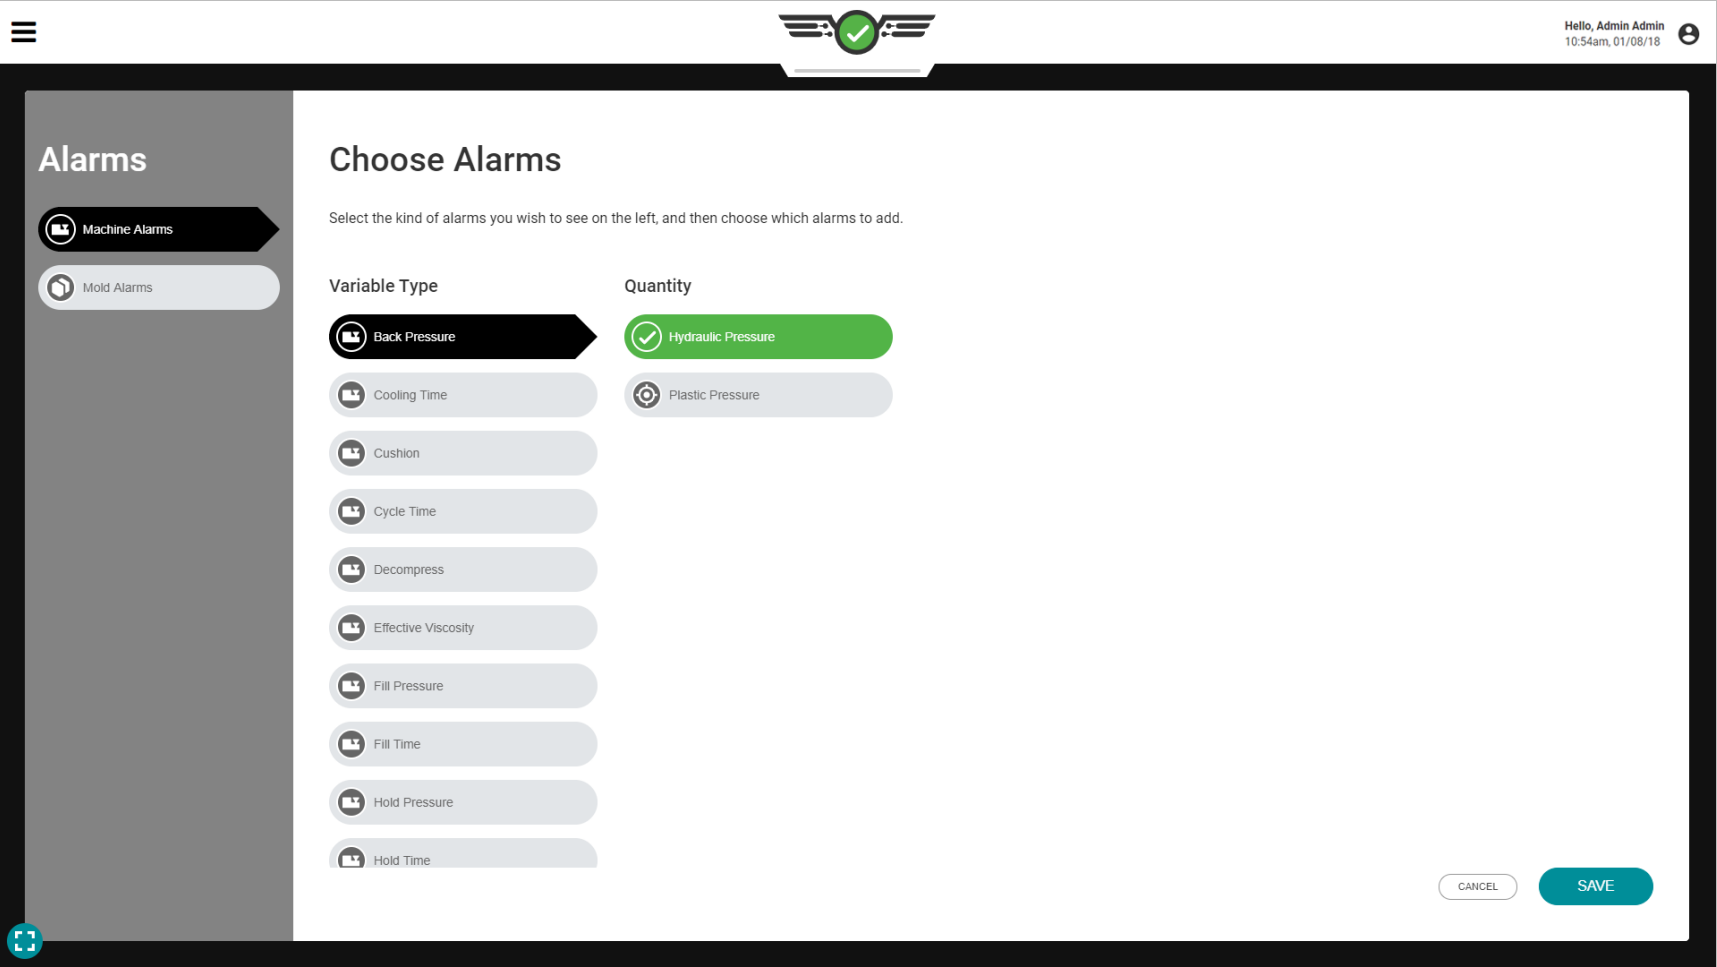 Hello, Admin Admin
10:54am, 01/08/18
Alarms
Machine Alarms
Mold Alarms
Choose Alarms
Select the kind of alarms you wish to see on the left, and then choose which alarms to add.
Variable Type
Back Pressure
Cooling Time
Cushion
Cycle Time
Decompress
Effective Viscosity
Fill Pressure
Fill Time
Hold Pressure
Hold Time
Quantity
Hydraulic Pressure
Plastic Pressure
CANCEL
SAVE